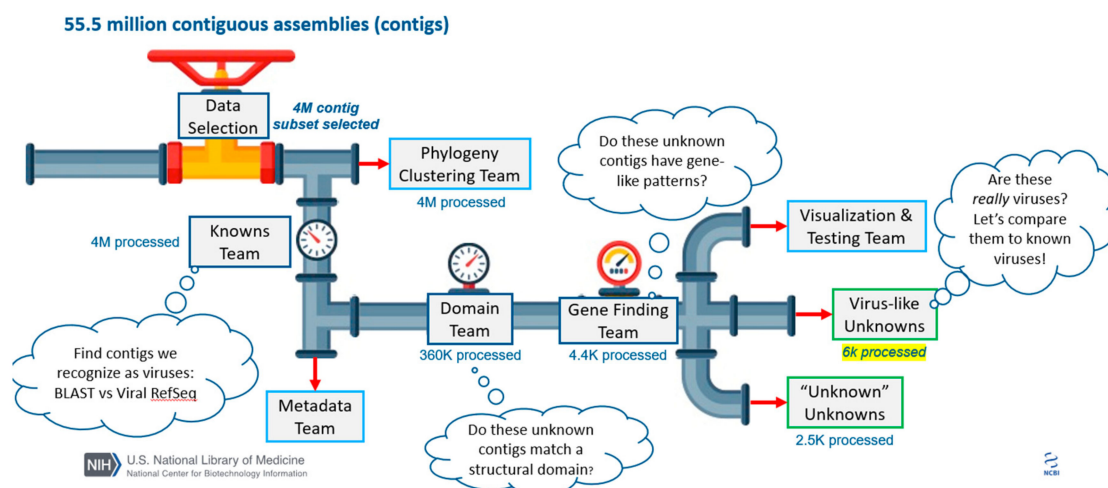 55.5 million contiguous assemblies (contigs)
Data
Selection
4M contig
subset selected
Phylogeny
Clustering Team
4M processed
Do these unknown
contigs have gene-
like patterns?
Are these
really viruses?
Let's compare
them to known
viruses!
4M processed
Knowns
Team
Visualization &
Testing Team
Domain
Team
360K processed
Gene Finding
Team
4.4K processed
Virus-like
Unknowns
6k processed
Find contigs we
recognize as viruses:
BLAST vs Viral RefSeq
Metadata
Team
Do these unknown
contigs match a
structural domain?
“Unknown”
Unknowns
2.5K processed
NIH
U.S. National Library of Medicine
National Center for Biotechnology Information
NCBI